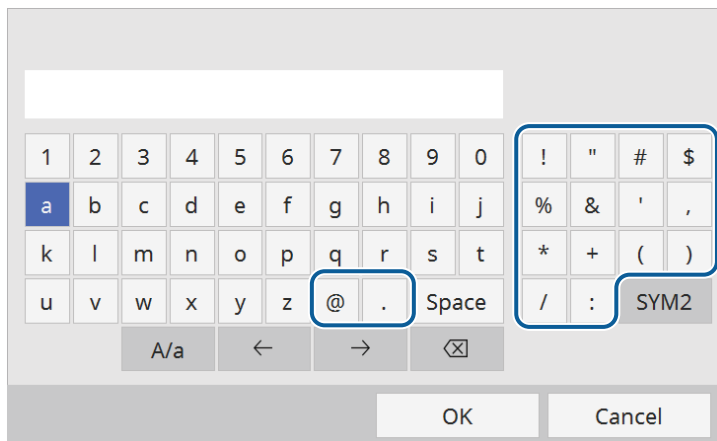 1 2 3 4 5 6 7 8 9 0 ! " # $
a b c d e f g h i j % & ' ,
k l m n o p q r s t * + ( )
u v w x y z @ . Space / : SYM2
A/a ← → ⌫
OK Cancel